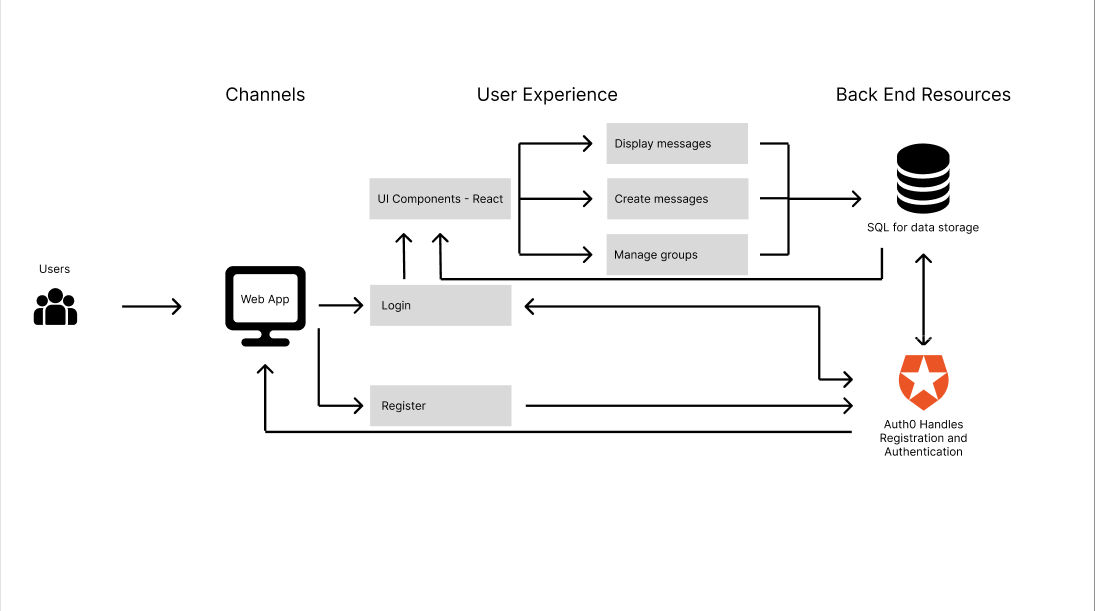 Channels
User Experience
Back End Resources
Display messages
UI Components - React
Create messages
SQL for data storage
Manage groups
Users
Web App
Login
Register
Auth0 Handles
Registration and
Authentication